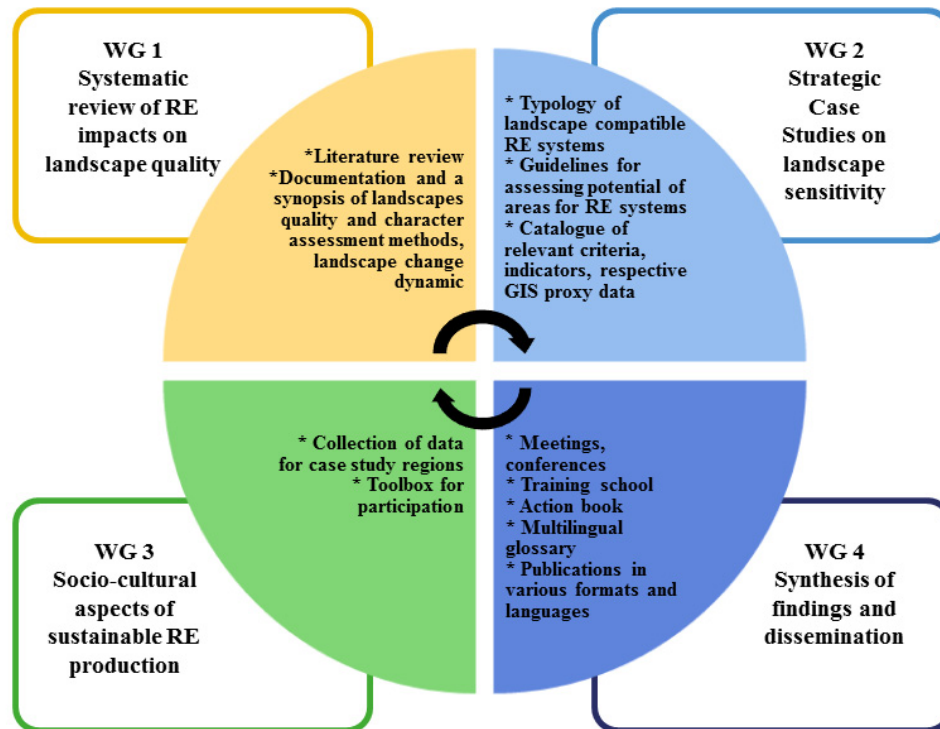 WG 1
Systematic
review of RE
impacts on
landscape quality
*Literature review
*Documentation and a
synopsis of landscapes
quality and character
assessment methods,
landscape change
dynamic
* Typology of
landscape compatible
RE systems
* Guidelines for
assessing potential of
areas for RE systems
* Catalogue of
relevant criteria,
indicators, respective
GIS proxy data
WG 2
Strategic
Case
Studies on
landscape
sensitivity
WG 3
Socio-cultural
aspects of
sustainable RE
production
* Collection of data
for case study regions
* Toolbox for
participation
* Meetings,
conferences
* Training school
* Action book
* Multilingual
glossary
* Publications in
various formats and
languages
WG 4
Synthesis of
findings and
dissemination